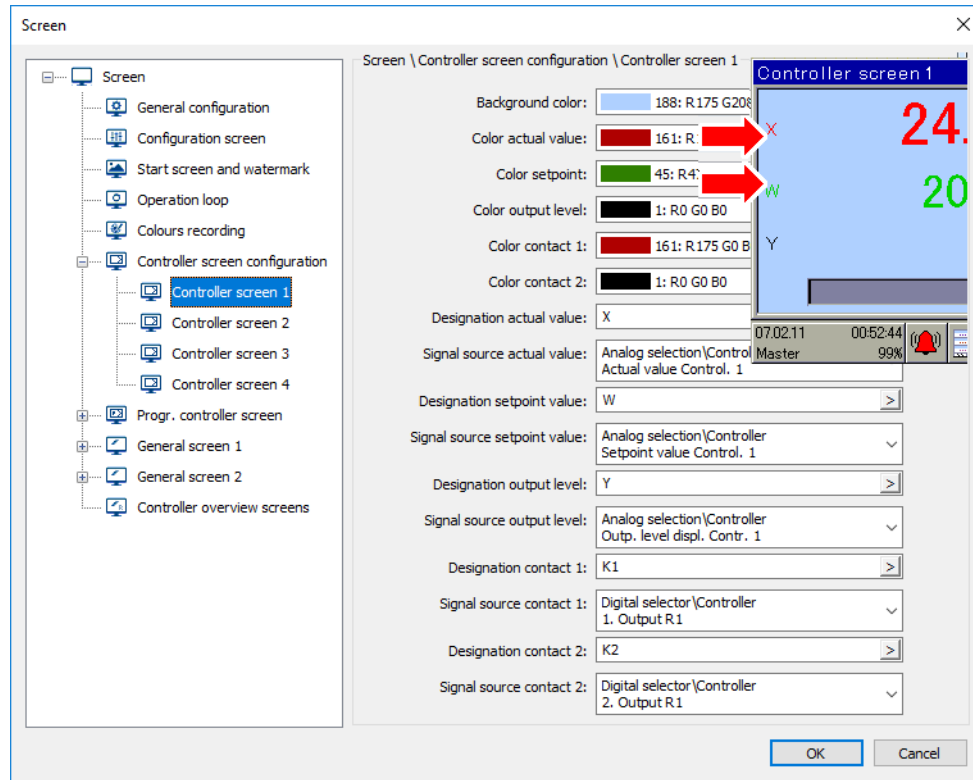 Screen
Screen
General configuration
Configuration screen
Start screen and watermark
Operation loop
Colours recording
Controller screen configuration
Controller screen 1
Controller screen 2
Controller screen 3
Controller screen 4
Progr. controller screen
General screen 1
General screen 2
Controller overview screens
Screen \ Controller screen configuration \ Controller screen 1
Background color: 188: R175 G208
Color actual value: 161: R
Color setpoint: 45: R4
Color output level: 1: R0 G0 B0
Color contact 1: 161: R175 G0 B
Color contact 2: 1: R0 G0 B0
Designation actual value: X
Signal source actual value: Analog selection\Control
Actual value Control. 1
Designation setpoint value: W >
Signal source setpoint value: Analog selection\Controller
Setpoint value Control. 1
Designation output level: Y >
Signal source output level: Analog selection\Controller
Outp. level displ. Contr. 1
Designation contact 1: K1 >
Signal source contact 1: Digital selector\Controller
1. Output R1
Designation contact 2: K2 >
Signal source contact 2: Digital selector\Controller
2. Output R1
Controller screen 1
X 24.
W 20
Y
07.02.11 00:52:44
Master 99%
OK Cancel